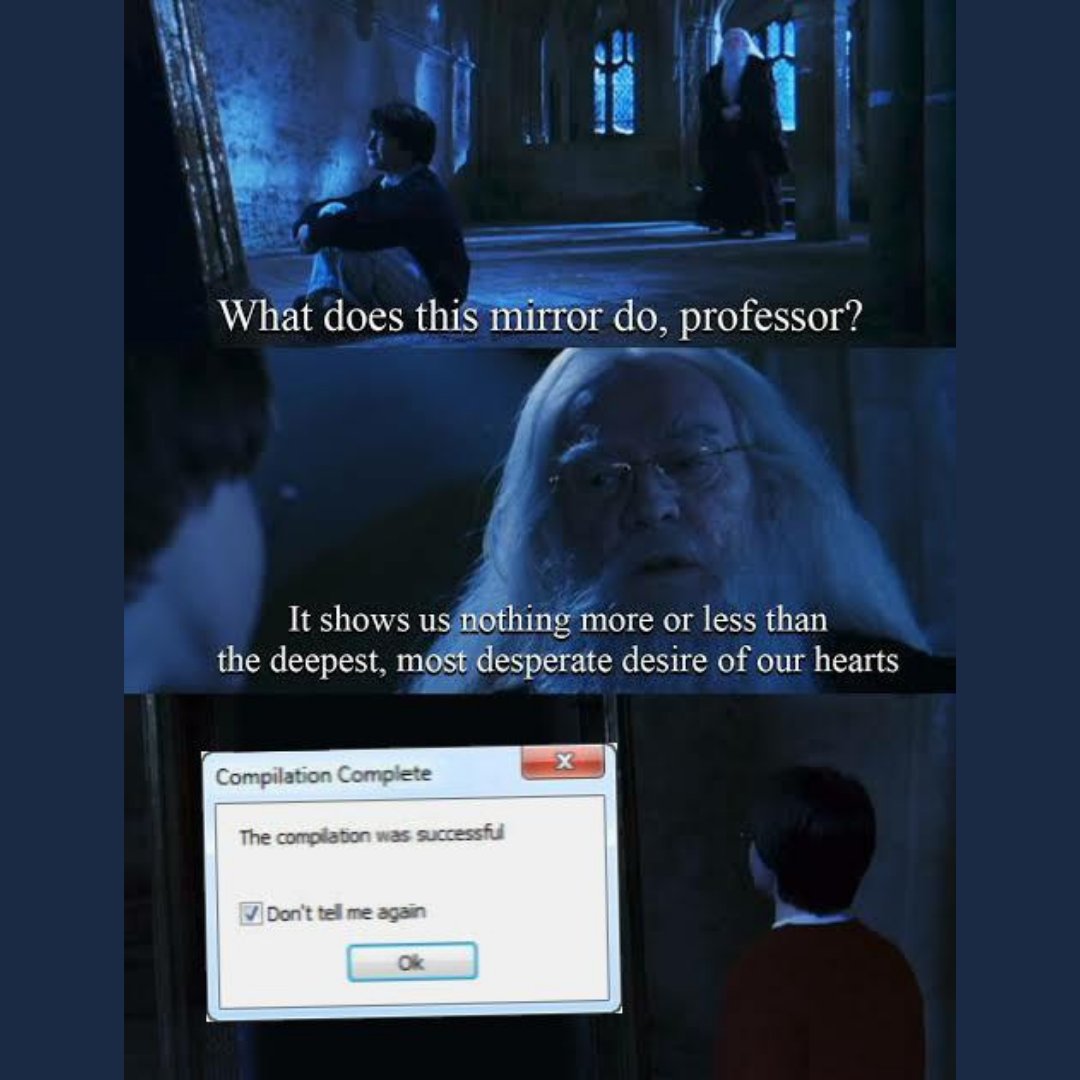 What does this mirror do, professor?
It shows us nothing more or less than
the deepest, most desperate desire of our hearts
Compilation Complete
The compilation was successful
Don't tell me again
Ok